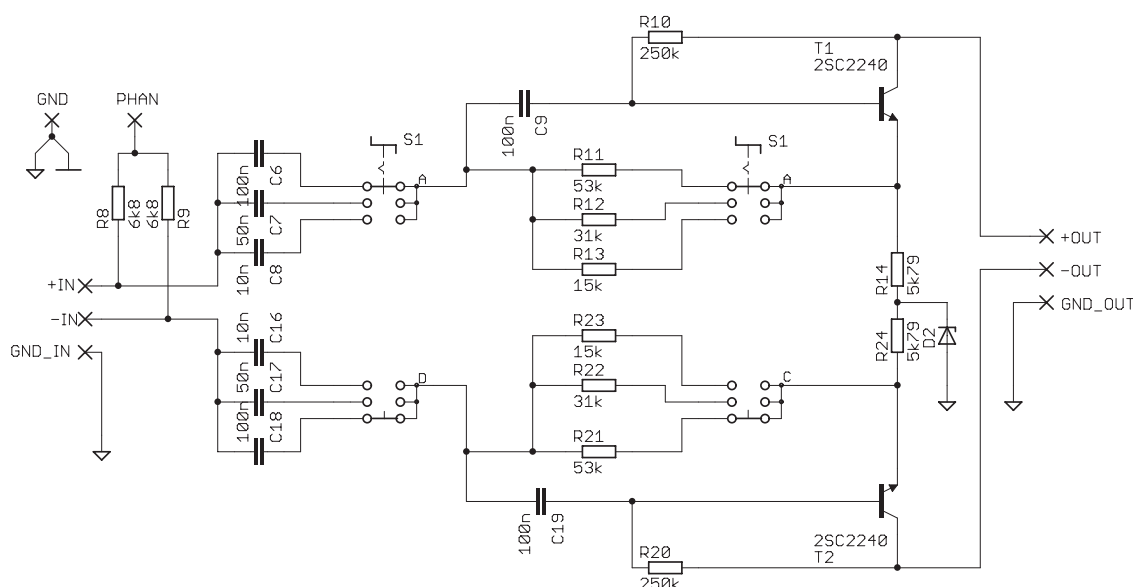 R10
250k
T1
2SC2240
GND
PHAN
C9
100n
S1
S1
C6
100n
R11
53k
A
A
R8
6k8
6k8
R9
C7
50n
R12
31k
C8
10n
R13
15k
+OUT
-OUT
GND_OUT
R14
5k79
+IN
-IN
GND_IN
10n
C16
R23
15k
R24
5k79
D2
50n
C17
R22
31k
D
C
100n
C18
R21
53k
100n
C19
2SC2240
T2
R20
250k